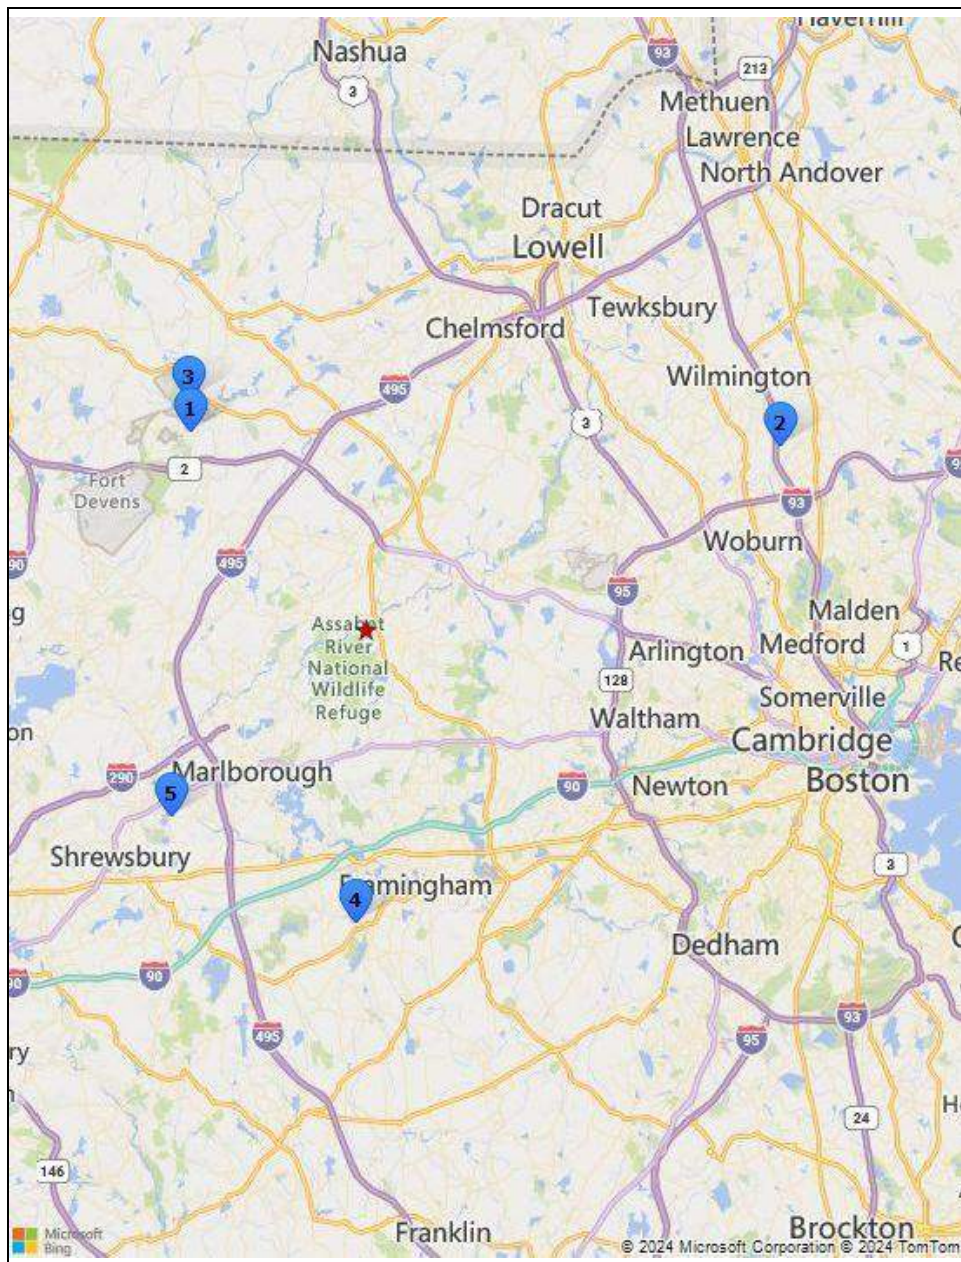 Haverhill
Nashua
93
213
3
Methuen
Lawrence
North Andover
Dracut
Lowell
Tewksbury
Chelmsford
3
495
Wilmington
1
2
3
2
Fort
Devens
93
Woburn
495
90
95
Malden
Assabet
River
National
Wildlife
Refuge
Arlington
Medford
1
128
Somerville
Waltham
Cambridge
290
Marlborough
90
Newton
Boston
5
Shrewsbury
3
Framingham
4
Dedham
90
90
495
93
95
24
146
Franklin
Brockton
Microsoft
Bing
© 2024 Microsoft Corporation © 2024 TomTom